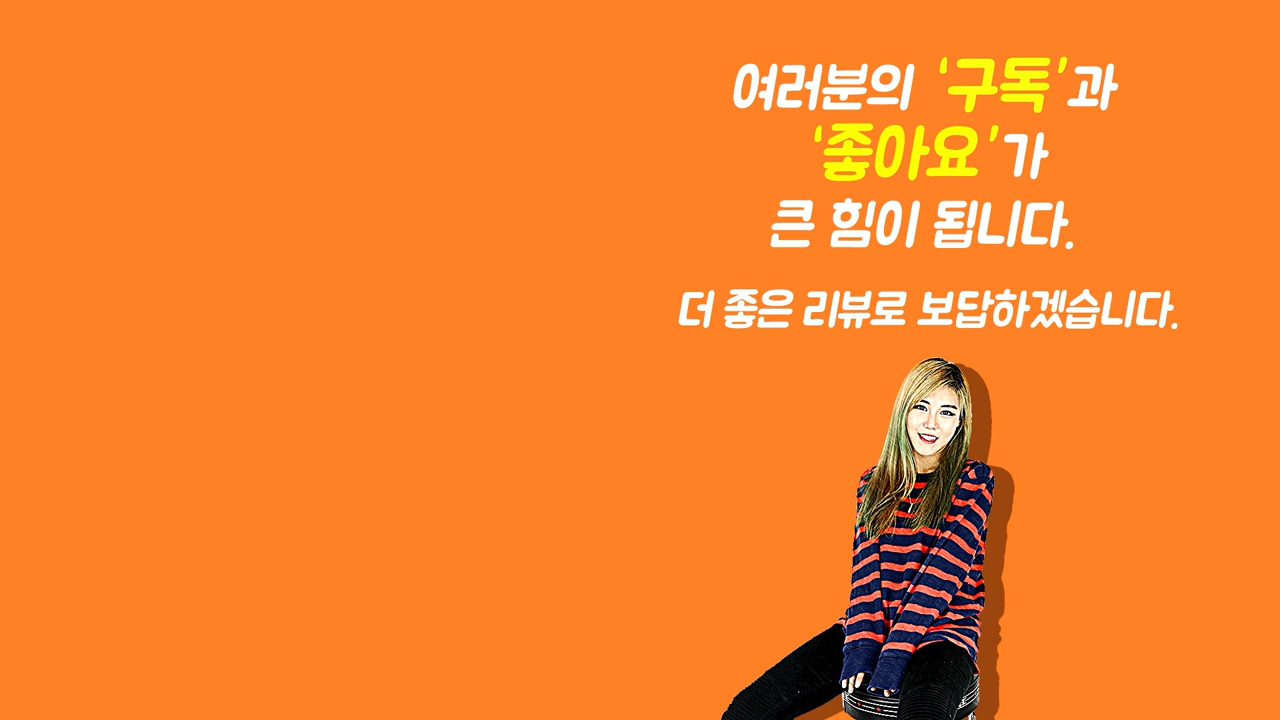 여러분의 '구독'과
'좋아요'가
큰 힘이 됩니다.
더 좋은 리뷰로 보답하겠습니다.